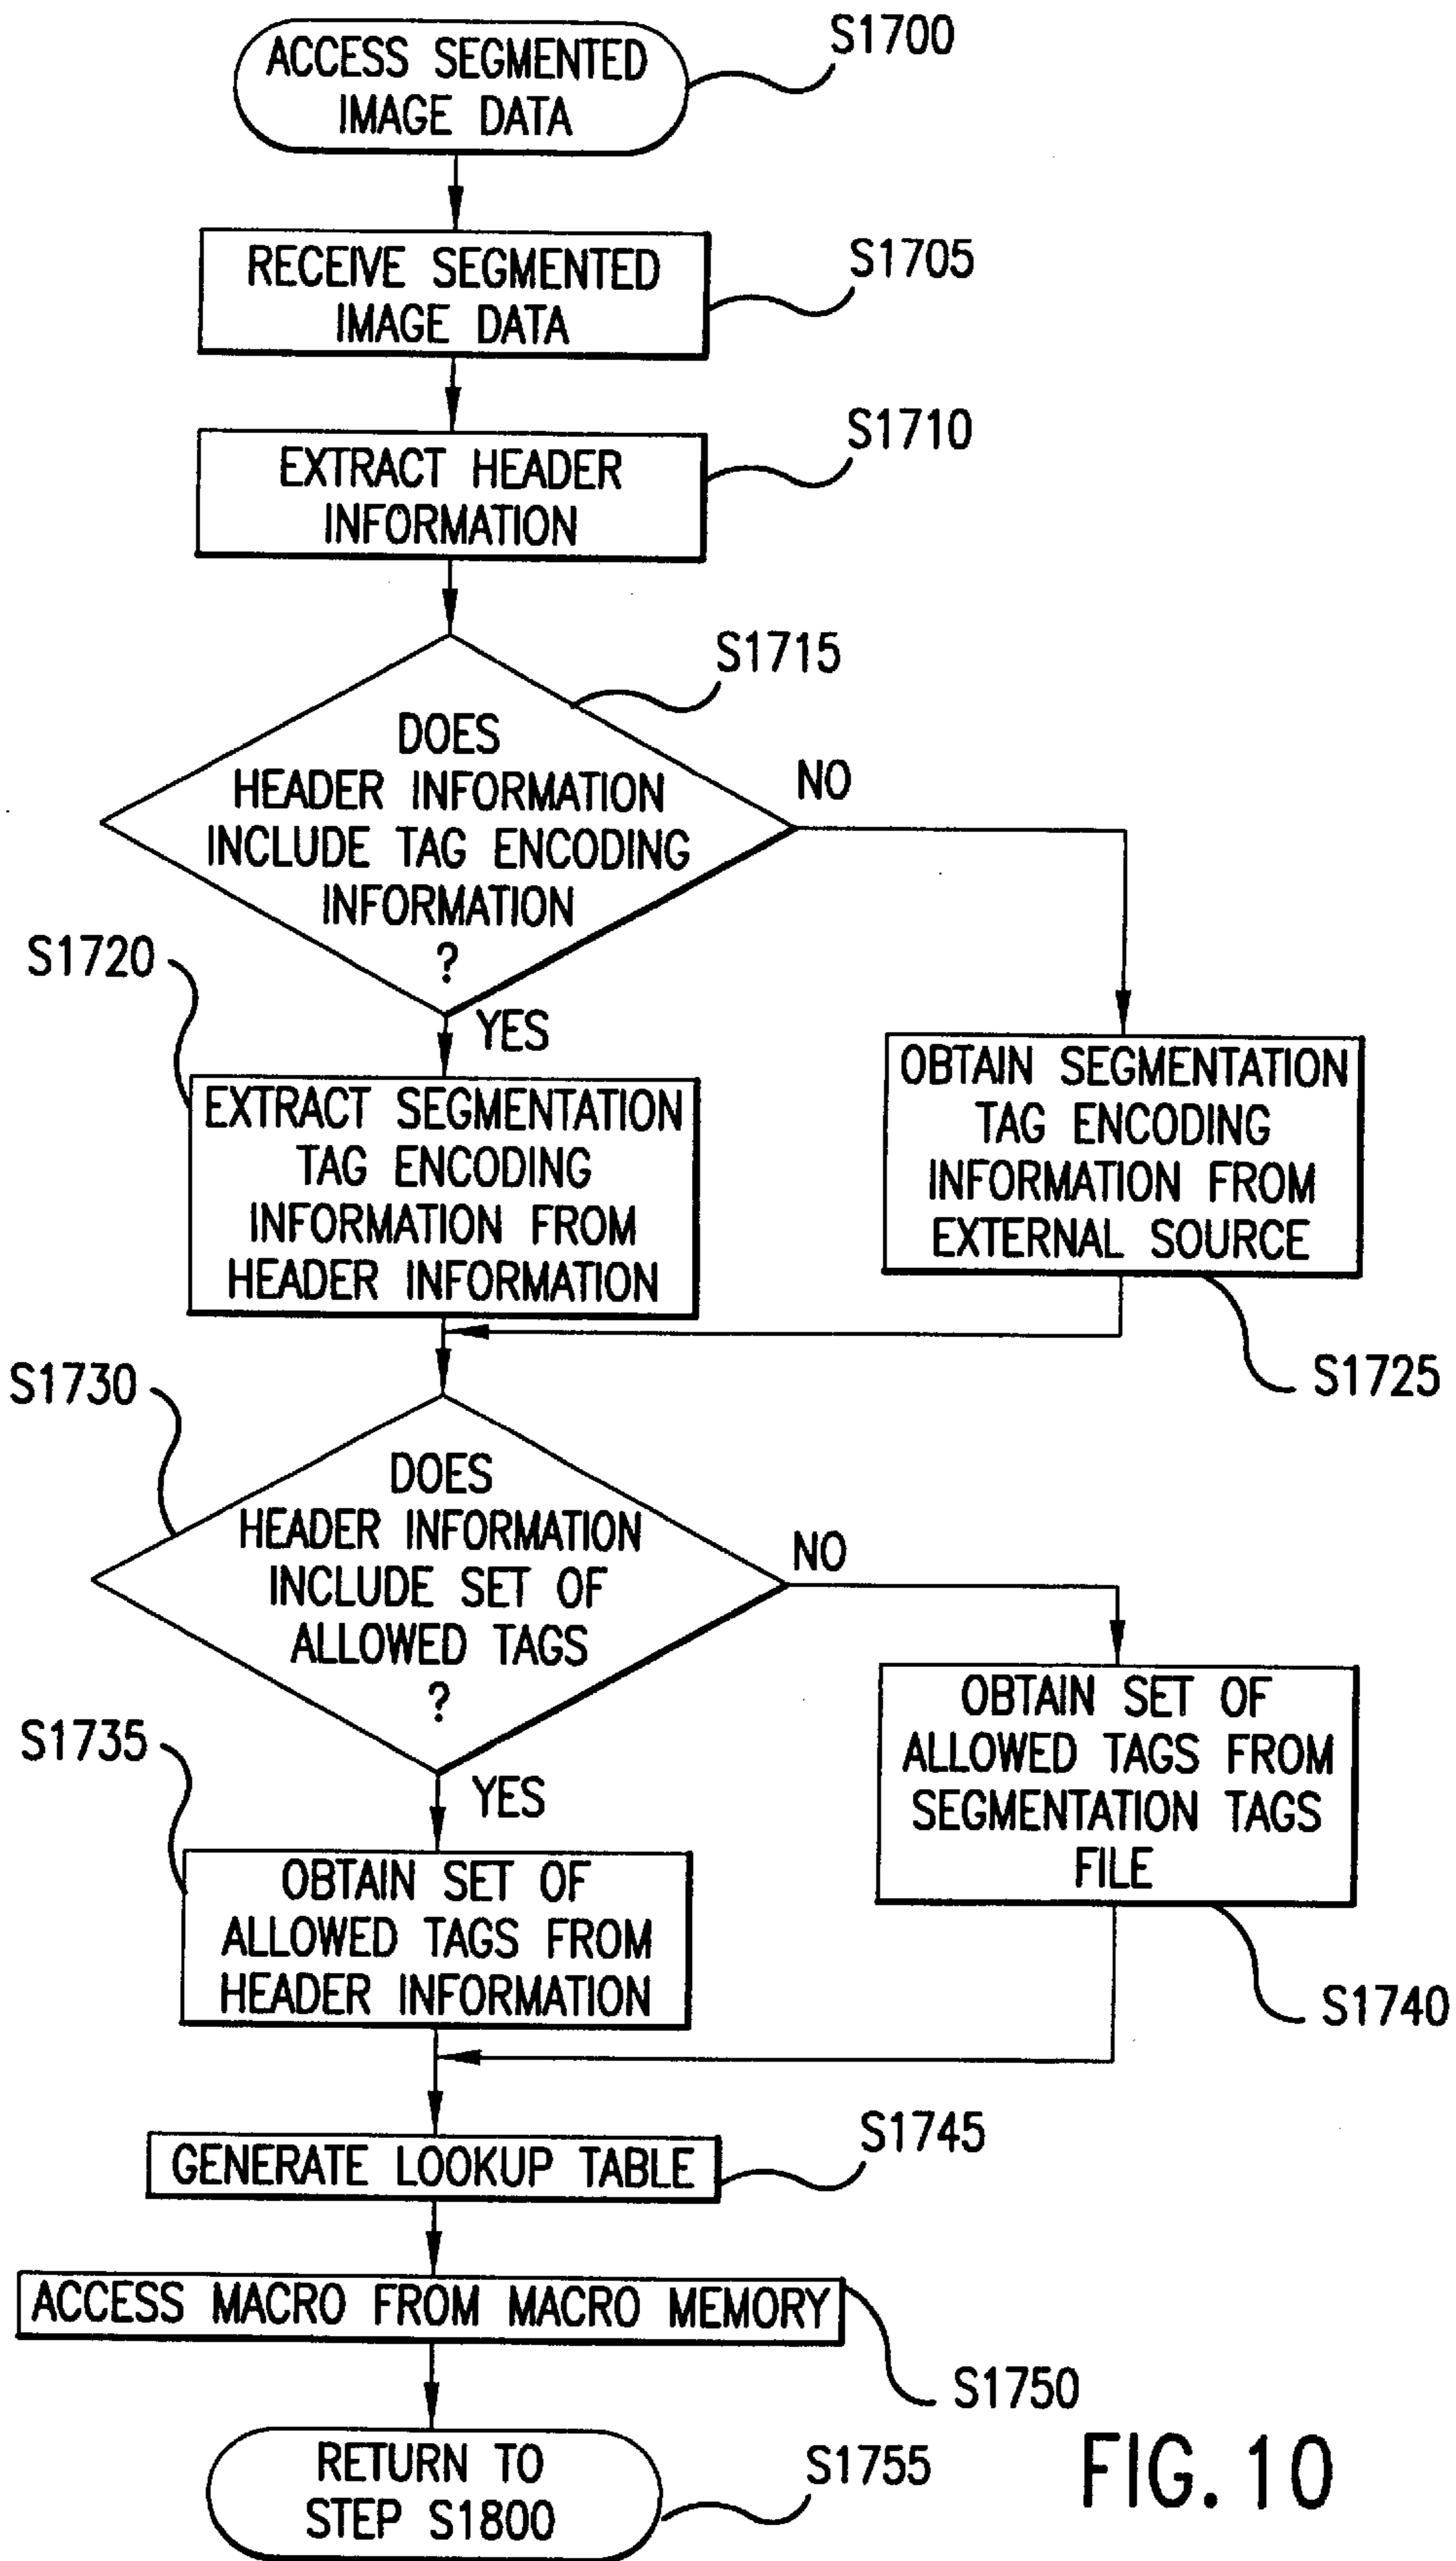 ACCESS SEGMENTED
IMAGE DATA
S1700
RECEIVE SEGMENTED
IMAGE DATA
S1705
EXTRACT HEADER
INFORMATION
S1710
DOES
HEADER INFORMATION
INCLUDE TAG ENCODING
INFORMATION
?
S1715
NO
YES
S1720
EXTRACT SEGMENTATION
TAG ENCODING
INFORMATION FROM
HEADER INFORMATION
OBTAIN SEGMENTATION
TAG ENCODING
INFORMATION FROM
EXTERNAL SOURCE
S1725
S1730
DOES
HEADER INFORMATION
INCLUDE SET OF
ALLOWED TAGS
?
NO
YES
S1735
OBTAIN SET OF
ALLOWED TAGS FROM
HEADER INFORMATION
OBTAIN SET OF
ALLOWED TAGS FROM
SEGMENTATION TAGS
FILE
S1740
GENERATE LOOKUP TABLE
S1745
ACCESS MACRO FROM MACRO MEMORY
S1750
RETURN TO
STEP S1800
S1755
FIG. 10